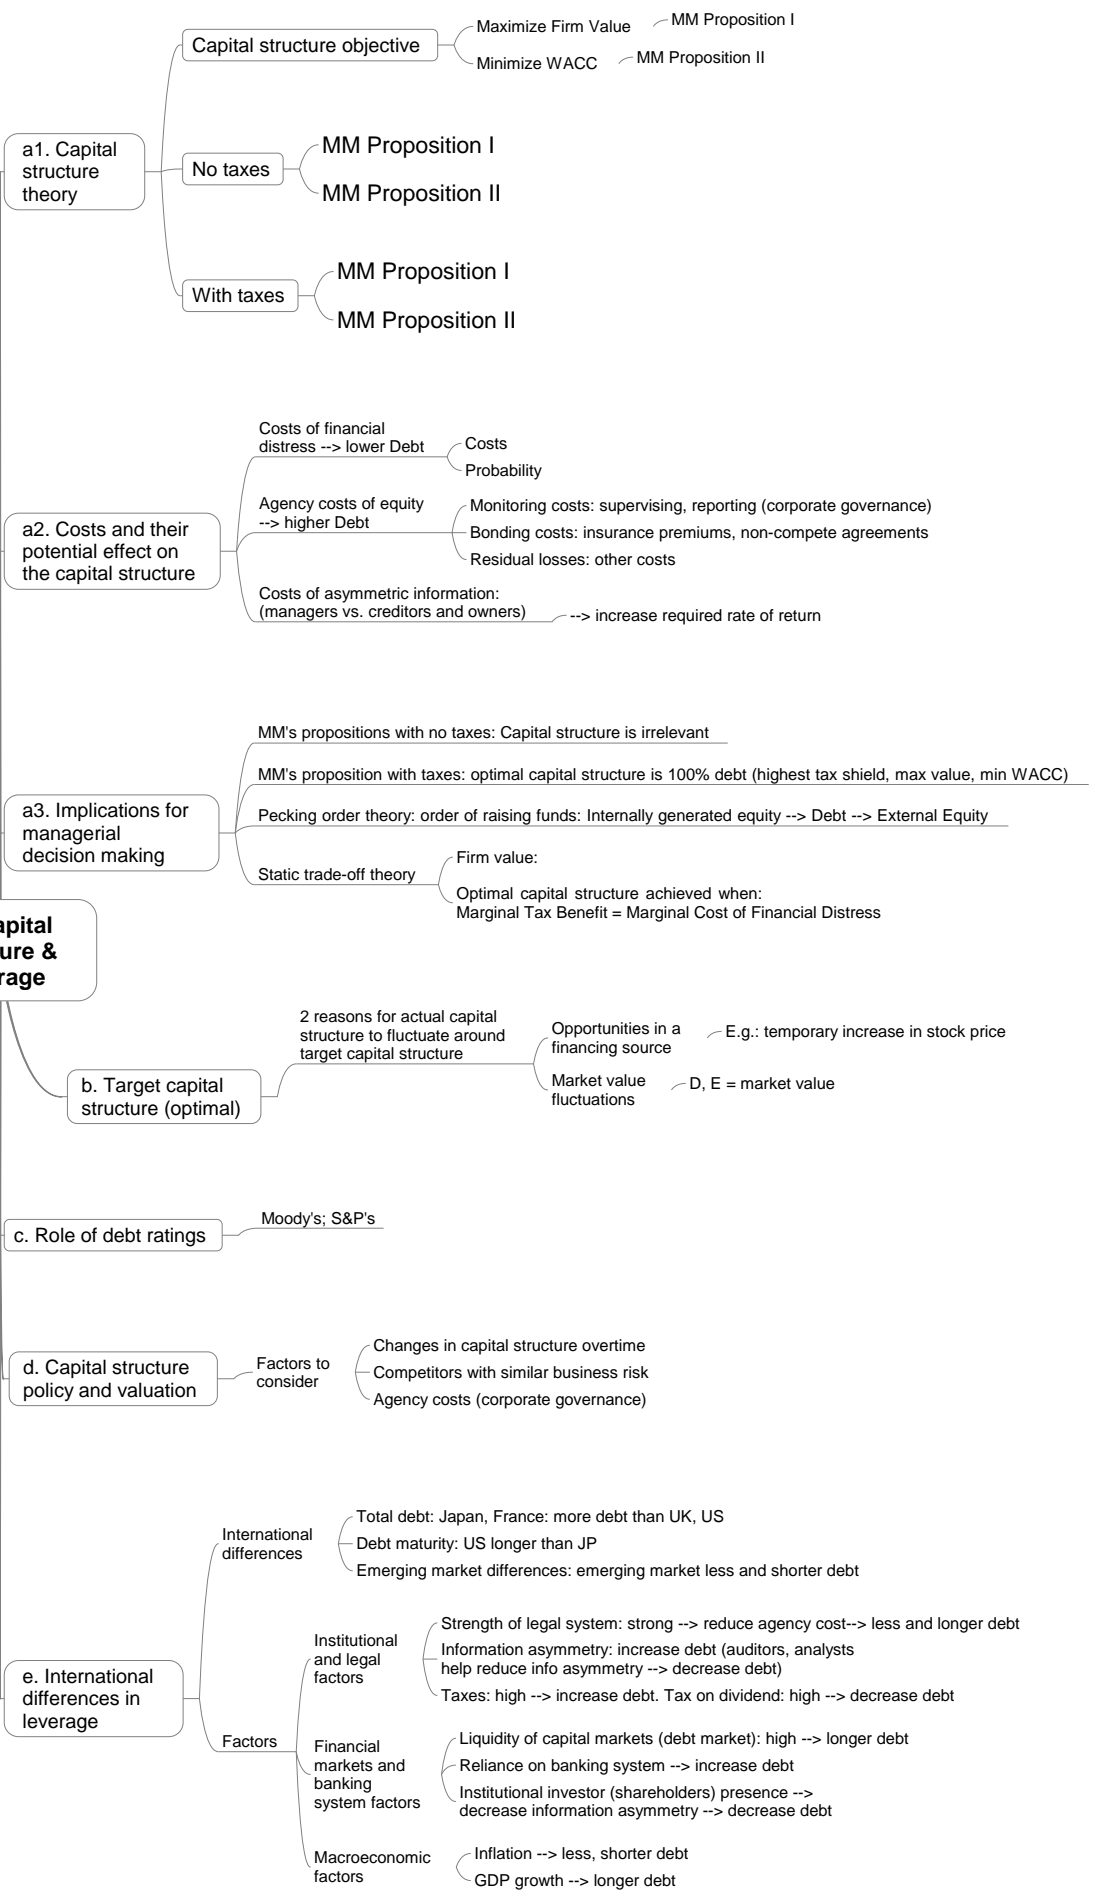 Capital structure objective
Maximize Firm Value
MM Proposition I
Minimize WACC
MM Proposition II
a1. Capital
structure
theory
No taxes
MM Proposition I
MM Proposition II
With taxes
MM Proposition I
MM Proposition II
a2. Costs and their
potential effect on
the capital structure
Costs of financial
distress --> lower Debt
Costs
Probability
Agency costs of equity
--> higher Debt
Monitoring costs: supervising, reporting (corporate governance)
Bonding costs: insurance premiums, non-compete agreements
Residual losses: other costs
Costs of asymmetric information:
(managers vs. creditors and owners)
--> increase required rate of return
a3. Implications for
managerial
decision making
MM's propositions with no taxes: Capital structure is irrelevant
MM's proposition with taxes: optimal capital structure is 100% debt (highest tax shield, max value, min WACC)
Pecking order theory: order of raising funds: Internally generated equity --> Debt --> External Equity
Static trade-off theory
Firm value:
Optimal capital structure achieved when:
Marginal Tax Benefit = Marginal Cost of Financial Distress
apital
ure &
rage
b. Target capital
structure (optimal)
2 reasons for actual capital
structure to fluctuate around
target capital structure
Opportunities in a
financing source
E.g.: temporary increase in stock price
Market value
fluctuations
D, E = market value
c. Role of debt ratings
Moody's; S&P's
d. Capital structure
policy and valuation
Factors to
consider
Changes in capital structure overtime
Competitors with similar business risk
Agency costs (corporate governance)
e. International
differences in
leverage
International
differences
Total debt: Japan, France: more debt than UK, US
Debt maturity: US longer than JP
Emerging market differences: emerging market less and shorter debt
Factors
Institutional
and legal
factors
Strength of legal system: strong --> reduce agency cost--> less and longer debt
Information asymmetry: increase debt (auditors, analysts
help reduce info asymmetry --> decrease debt)
Taxes: high --> increase debt. Tax on dividend: high --> decrease debt
Financial
markets and
banking
system factors
Liquidity of capital markets (debt market): high --> longer debt
Reliance on banking system --> increase debt
Institutional investor (shareholders) presence -->
decrease information asymmetry --> decrease debt
Macroeconomic
factors
Inflation --> less, shorter debt
GDP growth --> longer debt